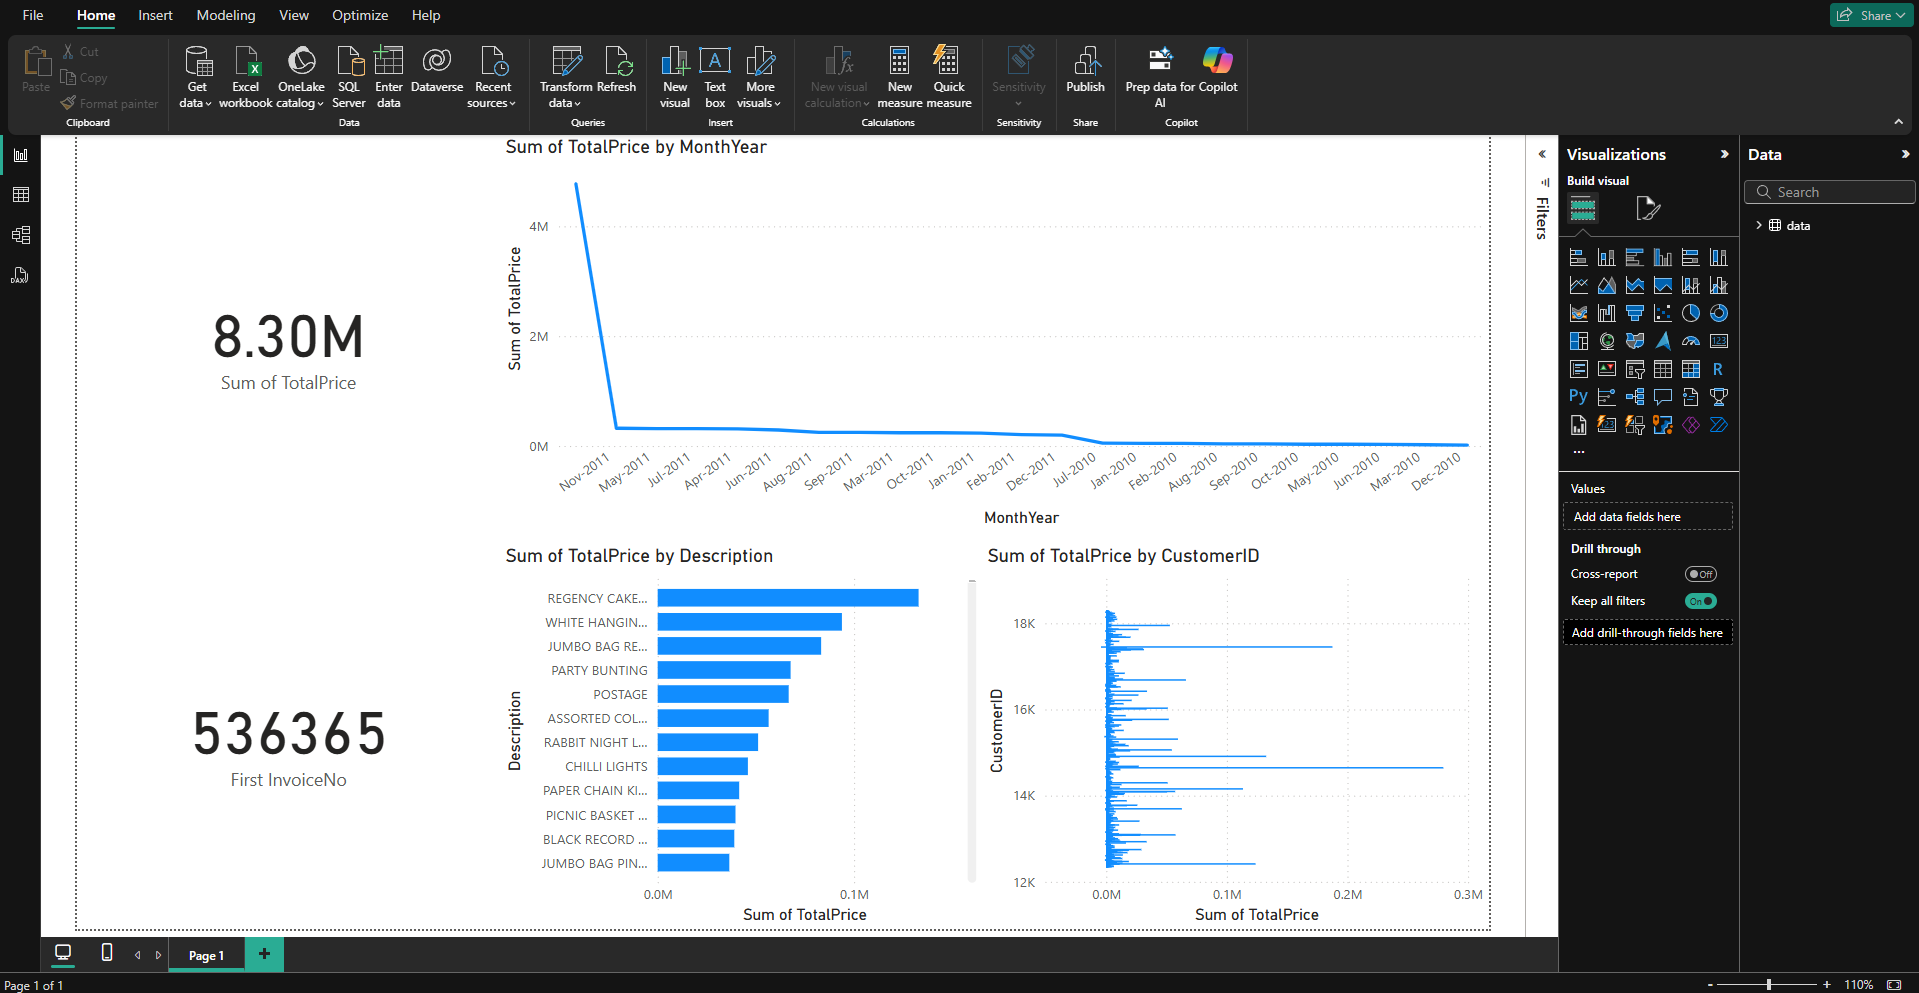 File Home Insert Modeling View Optimize Help
Share
Paste
Cut
Copy
Format painter
Clipboard
Get data
Excel workbook
OneLake catalog
SQL Server
Enter data
Dataverse
Recent sources
Data
Transform data
Refresh
Queries
New visual
Text box
More visuals
Insert
New visual calculation
New measure
Quick measure
Calculations
Sensitivity
Sensitivity
Publish
Share
Prep data for AI
Copilot
Copilot
Sum of TotalPrice by MonthYear
Sum of TotalPrice
4M
2M
0M
Nov-2011 May-2011 Jul-2011 Apr-2011 Jun-2011 Aug-2011 Sep-2011 Mar-2011 Oct-2011 Jan-2011 Feb-2011 Dec-2011 Jul-2010 Jan-2010 Feb-2010 Aug-2010 Sep-2010 Oct-2010 May-2010 Jun-2010 Mar-2010 Dec-2010
MonthYear
8.30M
Sum of TotalPrice
536365
First InvoiceNo
Sum of TotalPrice by Description
Description
REGENCY CAKE...
WHITE HANGIN...
JUMBO BAG RE...
PARTY BUNTING
POSTAGE
ASSORTED COL...
RABBIT NIGHT L...
CHILLI LIGHTS
PAPER CHAIN KI...
PICNIC BASKET ...
BLACK RECORD ...
JUMBO BAG PIN...
0.0M 0.1M
Sum of TotalPrice
Sum of TotalPrice by CustomerID
CustomerID
18K
16K
14K
12K
0.0M 0.1M 0.2M 0.3M
Sum of TotalPrice
Filters
Visualizations
Build visual
123
R
Py
123
...
Values
Add data fields here
Drill through
Cross-report
Off
Keep all filters
On
Add drill-through fields here
Data
Search
data
DAX
Page 1
+
Page 1 of 1
- + 110%